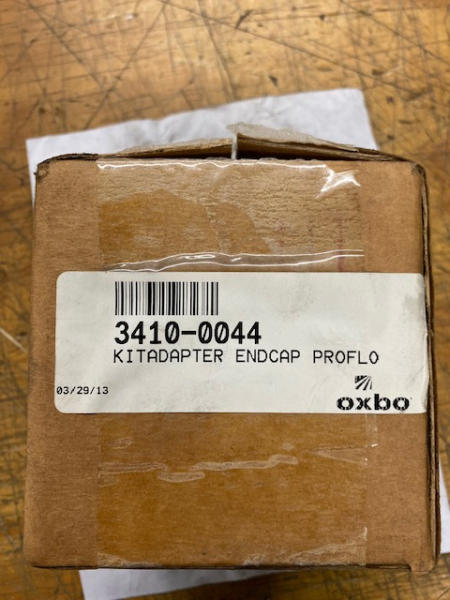 3410-0044
KITADAPTER ENDCAP PROFLO
03/29/13
oxbo